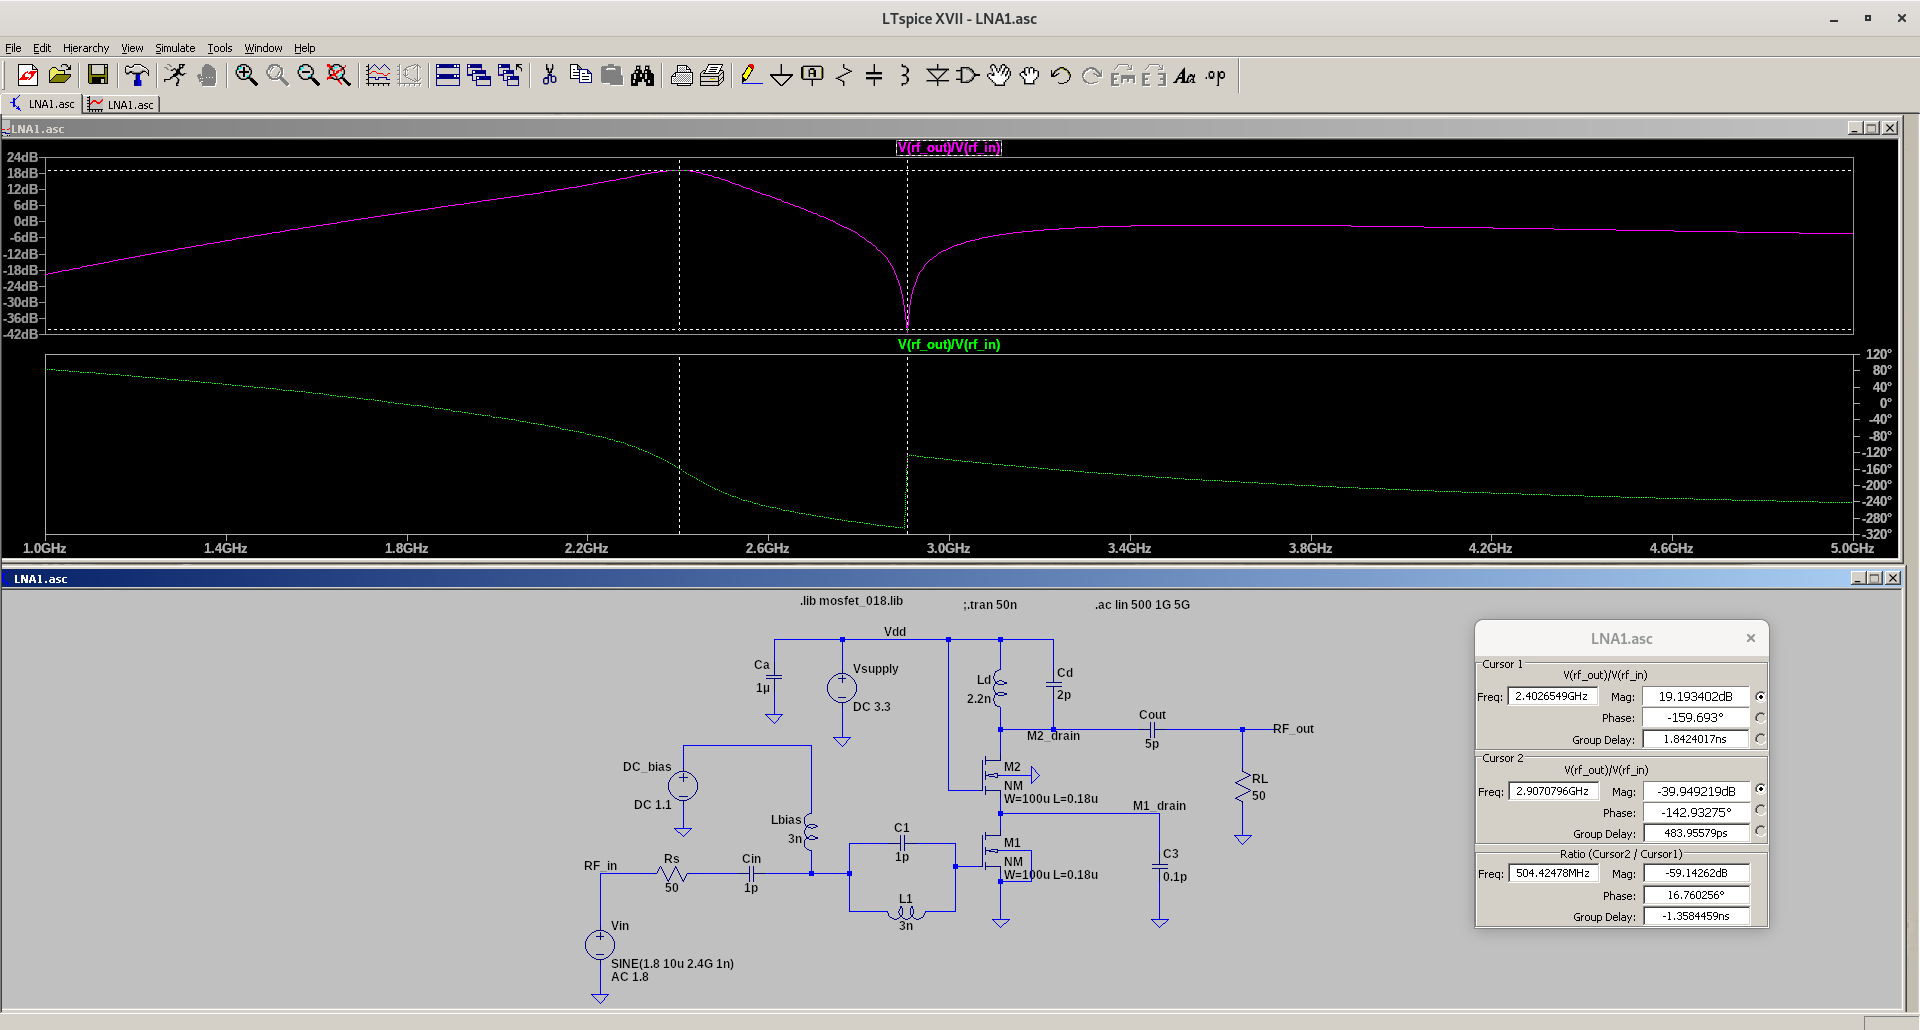 LTspice XVII - LNA1.asc
File Edit Hierarchy View Simulate Tools Window Help
LNA1.asc LNA1.asc
LNA1.asc
V(rf_out)/V(rf_in)
24dB
18dB
12dB
6dB
0dB
-6dB
-12dB
-18dB
-24dB
-30dB
-36dB
-42dB
V(rf_out)/V(rf_in)
120°
80°
40°
0°
-40°
-80°
-120°
-160°
-200°
-240°
-280°
-320°
1.0GHz 1.4GHz 1.8GHz 2.2GHz 2.6GHz 3.0GHz 3.4GHz 3.8GHz 4.2GHz 4.6GHz 5.0GHz
LNA1.asc
.lib mosfet_018.lib ;.tran 50n .ac lin 500 1G 5G
Vdd
Ca
1µ
Vsupply
DC 3.3
Ld
2.2n
Cd
2p
M2_drain
Cout
5p
RF_out
RL
50
DC_bias
DC 1.1
Lbias
3n
M2
NM
W=100u L=0.18u
M1_drain
C1
1p
M1
NM
W=100u L=0.18u
C3
0.1p
RF_in
Rs
50
Cin
1p
L1
3n
Vin
SINE(1.8 10u 2.4G 1n)
AC 1.8
LNA1.asc
Cursor 1
V(rf_out)/V(rf_in)
Freq: 2.4026549GHz Mag: 19.193402dB
Phase: -159.693°
Group Delay: 1.8424017ns
Cursor 2
V(rf_out)/V(rf_in)
Freq: 2.9070796GHz Mag: -39.949219dB
Phase: -142.93275°
Group Delay: 483.95579ps
Ratio (Cursor2 / Cursor1)
Freq: 504.42478MHz Mag: -59.14262dB
Phase: 16.760256°
Group Delay: -1.3584459ns